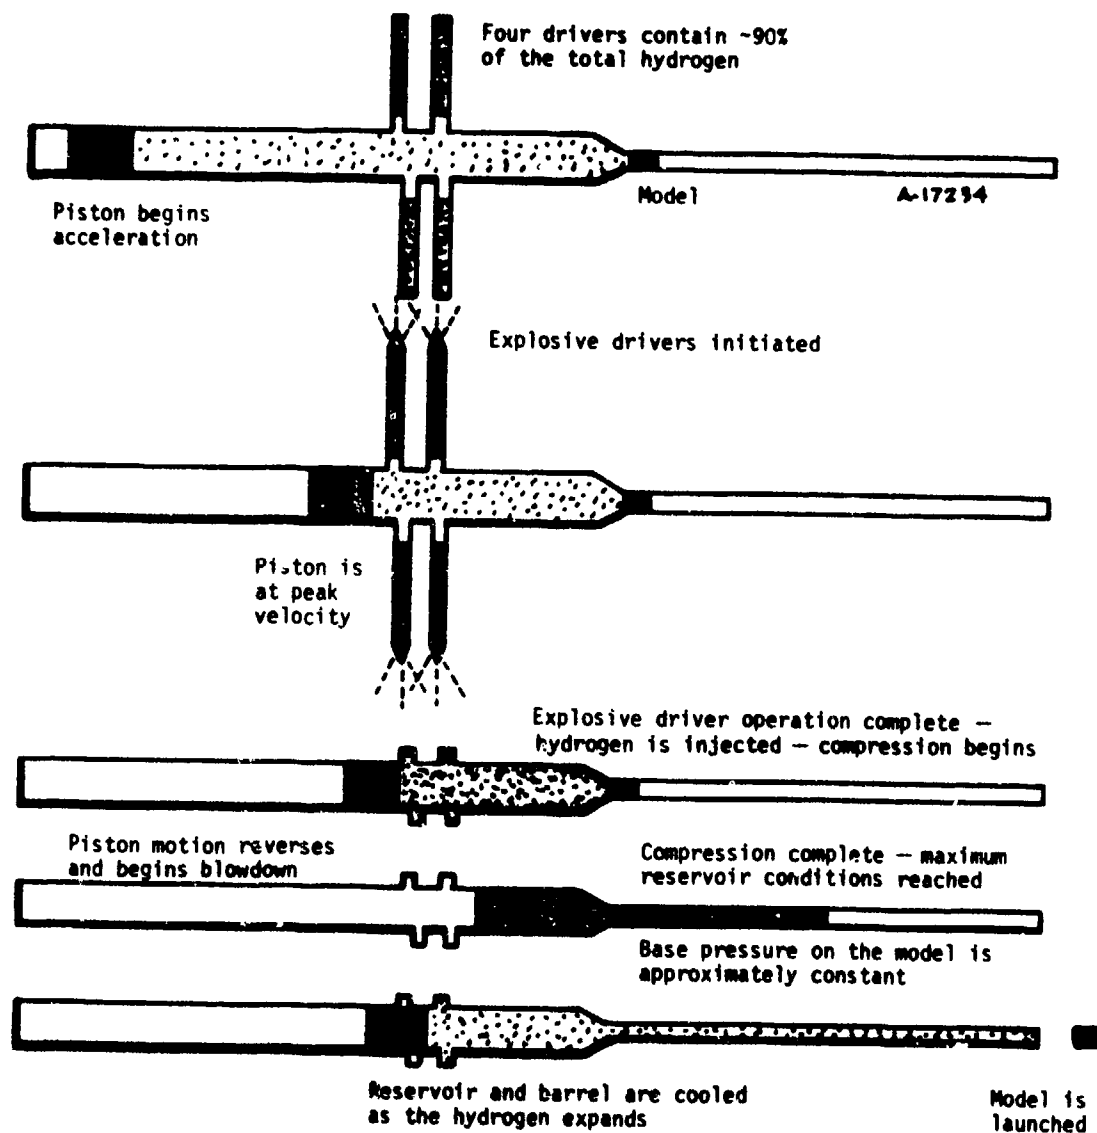 Four drivers contain ~90%
of the total hydrogen
Model
A-17254
Piston begins
acceleration
Explosive drivers initiated
Piston is
at peak
velocity
Explosive driver operation complete —
hydrogen is injected — compression begins
Piston motion reverses
and begins blowdown
Compression complete — maximum
reservoir conditions reached
Base pressure on the model is
approximately constant
Reservoir and barrel are cooled
as the hydrogen expands
Model is
launched